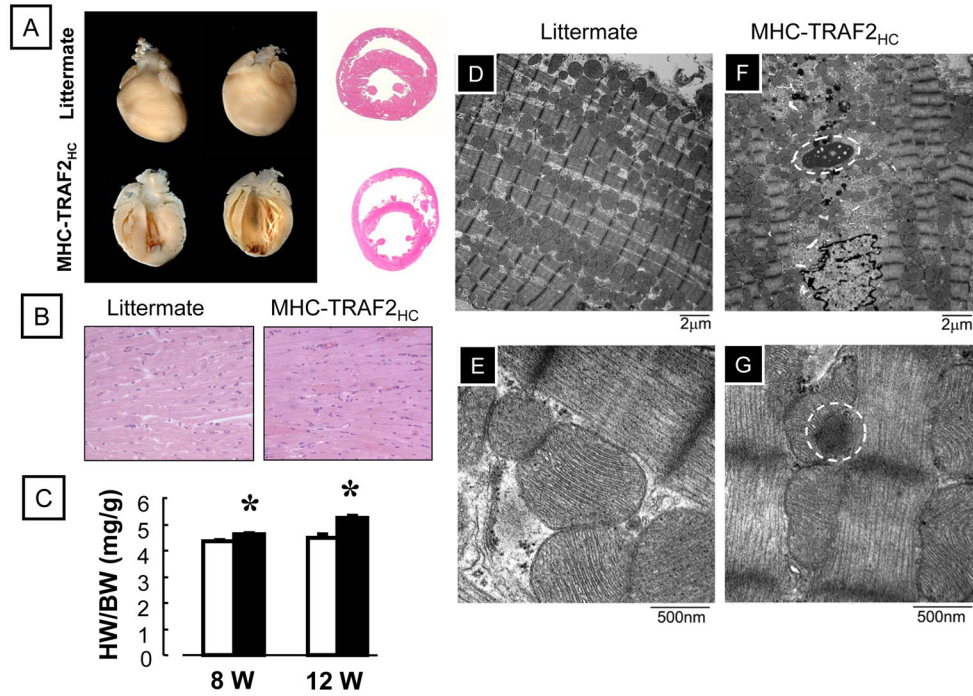 A
Littermate
MHC-TRAF2HC
B
Littermate
MHC-TRAF2HC
C
HW/BW (mg/g)
6
5
4
3
2
1
0
*
*
8 W
12 W
Littermate
MHC-TRAF2HC
D
F
2μm
2μm
E
G
500nm
500nm